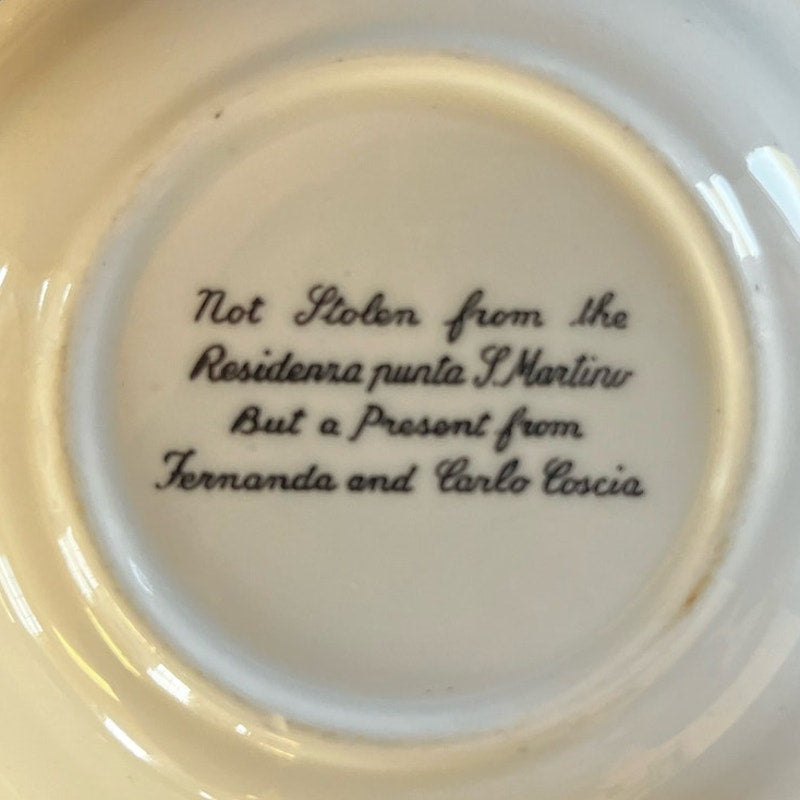 Not Stolen from the
Residenza punta S. Martino
But a Present from
Fernanda and Carlo Coscia